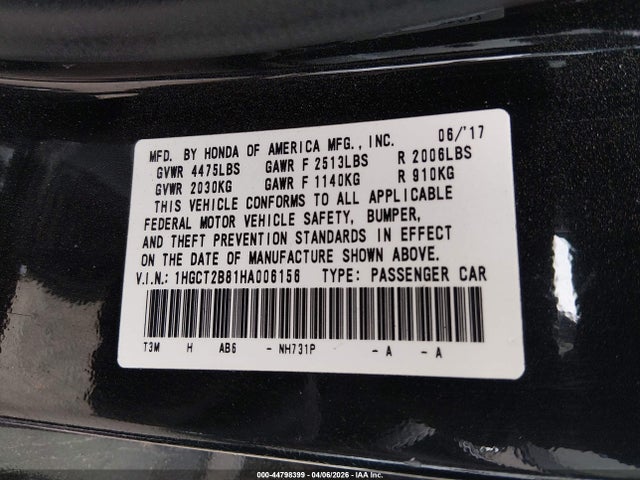 MFD. BY HONDA OF AMERICA MFG., INC. 06/'17
GVWR 4475LBS GAWR F 2513LBS R 2006LBS
GVWR 2030KG GAWR F 1140KG R 910KG
THIS VEHICLE CONFORMS TO ALL APPLICABLE
FEDERAL MOTOR VEHICLE SAFETY, BUMPER,
AND THEFT PREVENTION STANDARDS IN EFFECT
ON THE DATE OF MANUFACTURE SHOWN ABOVE.
V.I.N.: 1HGCT2B81HA006156 TYPE: PASSENGER CAR
T3M H AB6 - NH731P - A - A
000-44798399 | 04/06/2026 | IAA Inc.